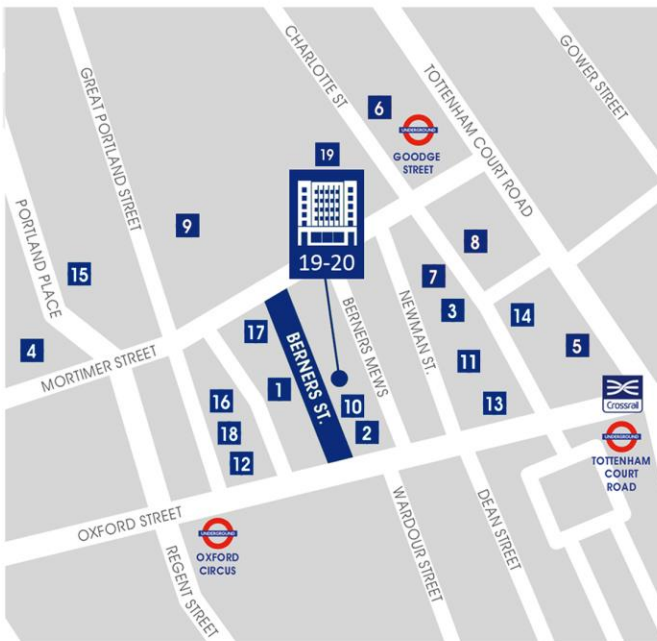 GREAT PORTLAND STREET
CHARLOTTE ST
TOTTENHAM COURT ROAD
GOWER STREET
6
UNDERGROUND
GOODGE
STREET
19
19-20
PORTLAND PLACE
9
15
8
7
3
14
4
MORTIMER STREET
17
BERNERS ST.
BERNERS MEWS
NEWMAN ST.
5
11
1
16
10
13
Crossrail
18
2
12
UNDERGROUND
TOTTENHAM
COURT
ROAD
OXFORD STREET
UNDERGROUND
OXFORD
CIRCUS
REGENT STREET
WARDOUR STREET
DEAN STREET